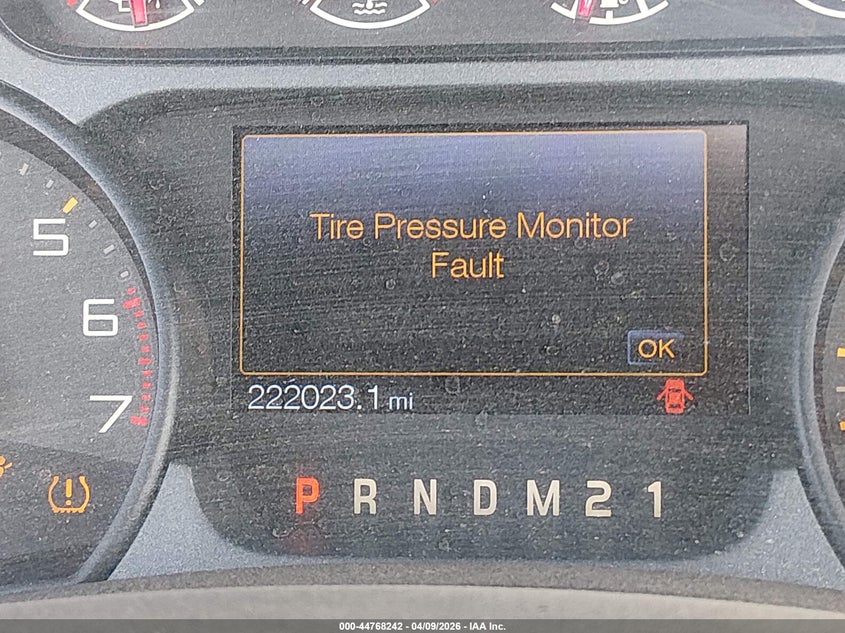 Tire Pressure Monitor
Fault
OK
222023.1 mi
5
6
7
P R N D M 2 1
000-44768242 - 04/09/2026 - IAA Inc.